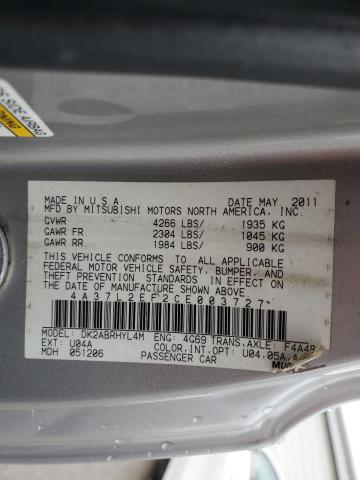 SIDE AIRBAG
MADE IN U.S.A. DATE MAY, 2011
MFD BY MITSUBISHI MOTORS NORTH AMERICA, INC.
GVWR 4266 LBS/ 1935 KG
GAWR FR. 2304 LBS/ 1045 KG
GAWR RR. 1984 LBS/ 900 KG
THIS VEHICLE CONFORMS TO ALL APPLICABLE
FEDERAL MOTOR VEHICLE SAFETY, BUMPER, AND
THEFT PREVENTION STANDARDS IN EFFECT ON
THE DATE OF MANUFACTURE SHOWN ABOVE.
4A37L2EF2CE003727
MODEL: DK2ABRHYL4M ENG: 4G69 TRANS.AXLE: F4A4B
EXT: U04A COLOR.INT.OPT: U04.05A.A
MDH 051206 PASSENGER CAR